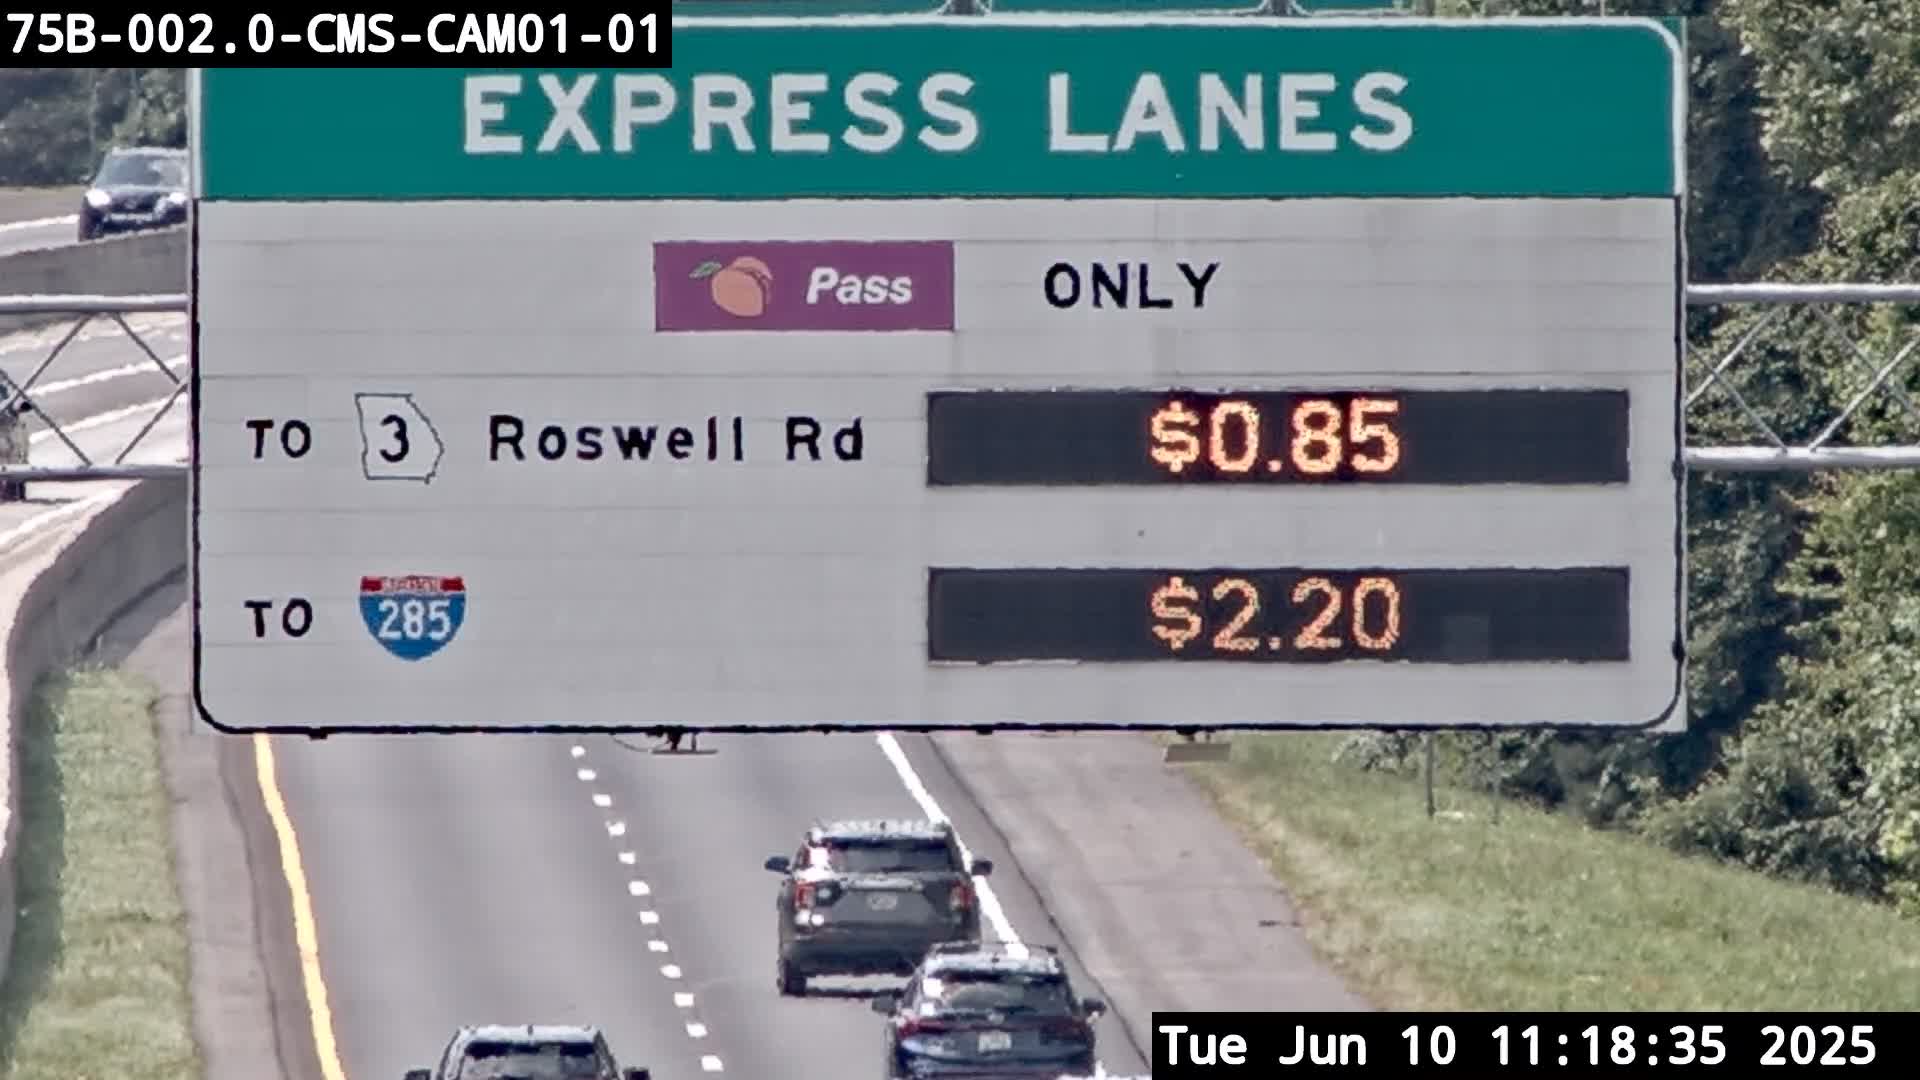 75B-002.0-CMS-CAM01-01
EXPRESS LANES
Pass ONLY
TO 3 Roswell Rd $0.85
TO INTERSTATE 285 $2.20
Tue Jun 10 11:18:35 2025